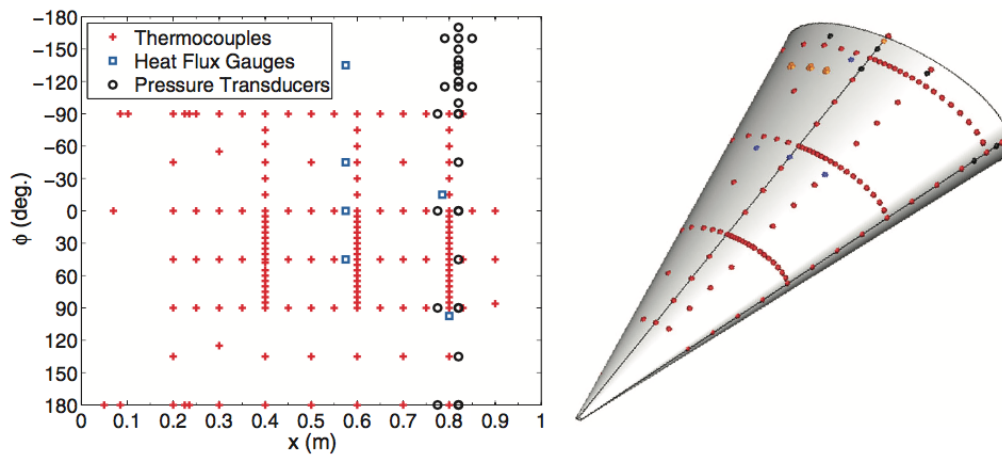 -180
-150
-120
-90
-60
-30
0
30
60
90
120
150
180
ϕ (deg.)
Thermocouples
Heat Flux Gauges
Pressure Transducers
0 0.1 0.2 0.3 0.4 0.5 0.6 0.7 0.8 0.9 1
x (m)